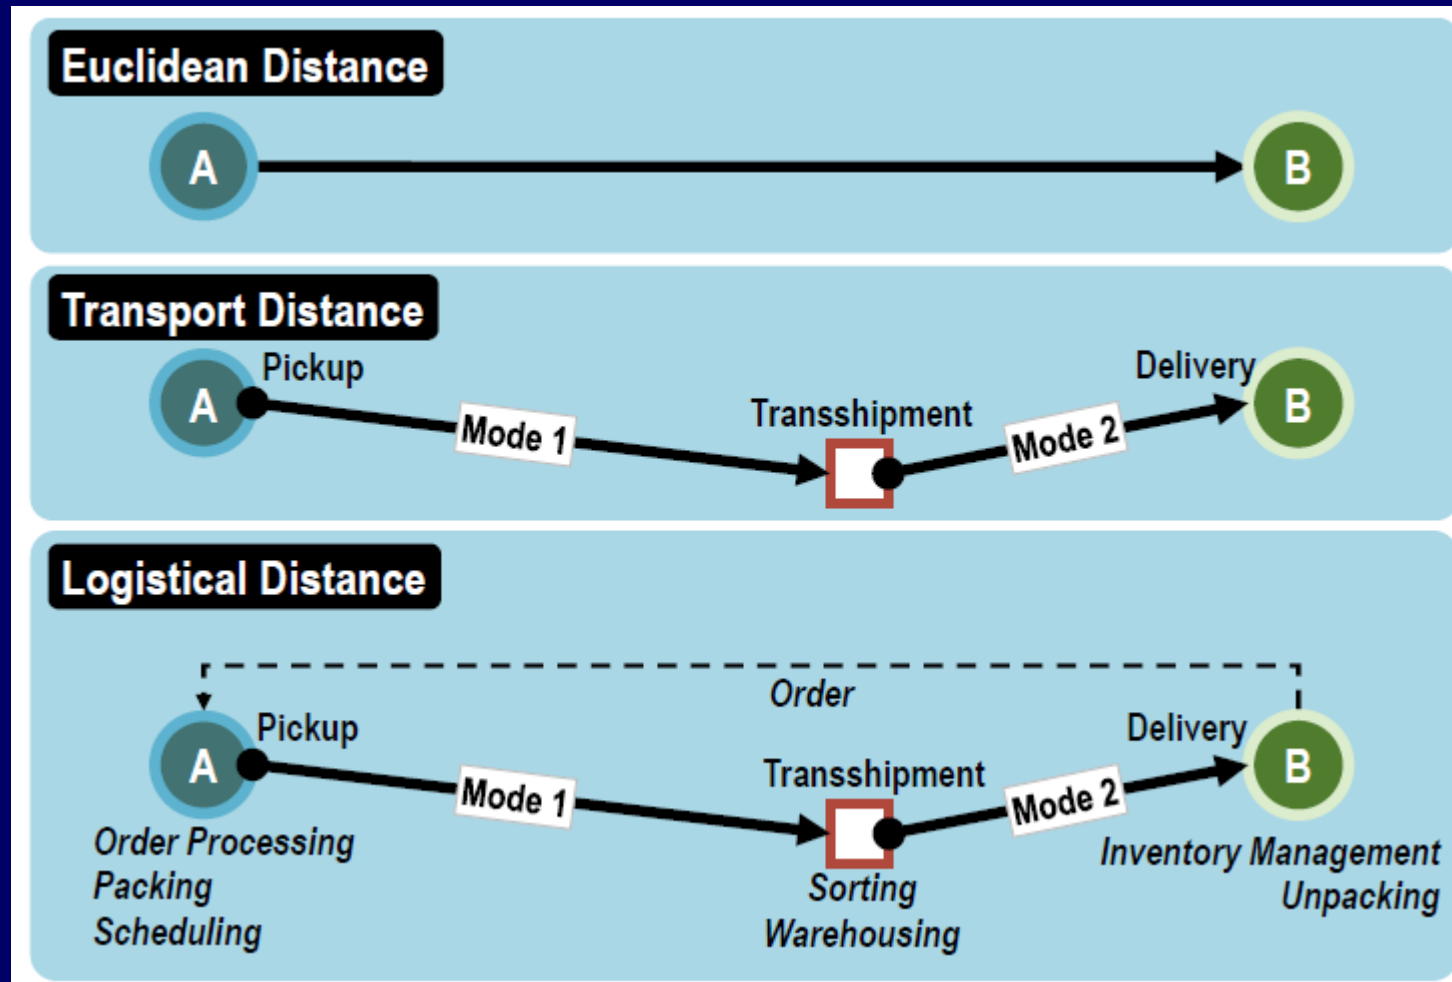 Euclidean Distance
A
B
Transport Distance
A
Pickup
Mode 1
Transshipment
Mode 2
Delivery
B
Logistical Distance
Order
A
Pickup
Mode 1
Transshipment
Mode 2
Delivery
B
Order Processing
Packing
Scheduling
Sorting
Warehousing
Inventory Management
Unpacking